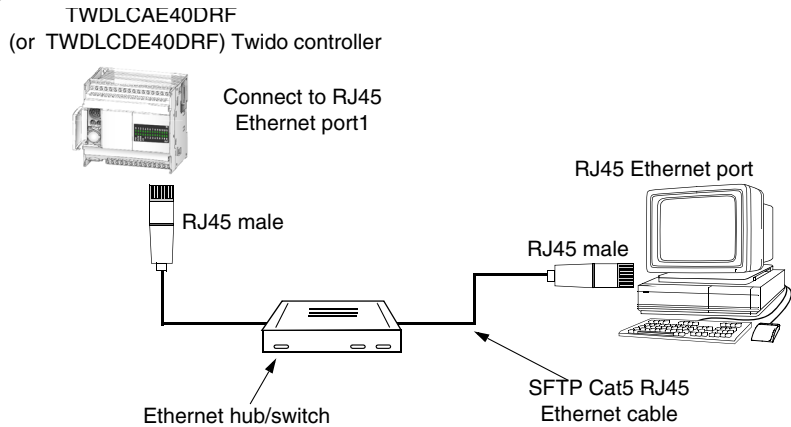 TWDLCAE40DRF
(or TWDLCDE40DRF) Twido controller
Connect to RJ45
Ethernet port1
RJ45 Ethernet port
RJ45 male
RJ45 male
SFTP Cat5 RJ45
Ethernet cable
Ethernet hub/switch